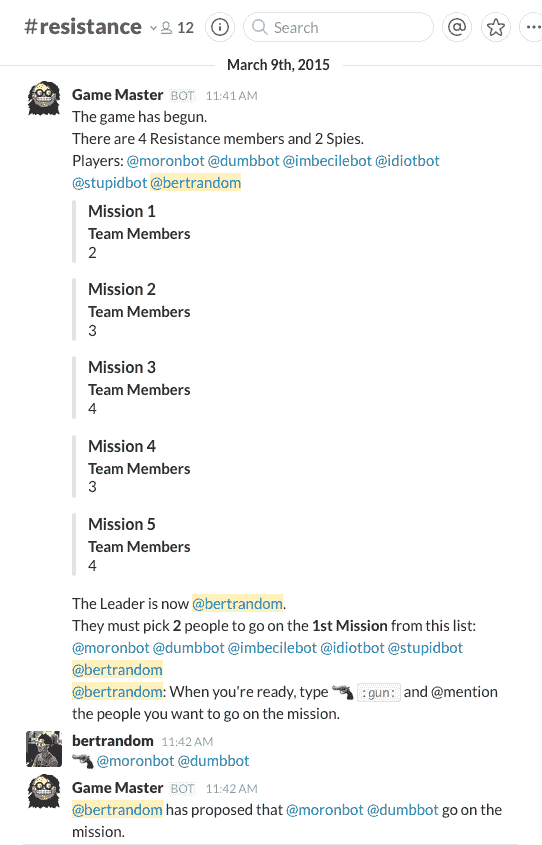 #resistance 12 Search
March 9th, 2015
Game Master BOT 11:41 AM
The game has begun.
There are 4 Resistance members and 2 Spies.
Players: @moronbot @dumbbot @imbecilebot @idiotbot
@stupidbot @bertrandom
Mission 1
Team Members
2
Mission 2
Team Members
3
Mission 3
Team Members
4
Mission 4
Team Members
3
Mission 5
Team Members
4
The Leader is now @bertrandom.
They must pick 2 people to go on the 1st Mission from this list:
@moronbot @dumbbot @imbecilebot @idiotbot @stupidbot
@bertrandom
@bertrandom: When you're ready, type :gun: and @mention
the people you want to go on the mission.
bertrandom 11:42 AM
@moronbot @dumbbot
Game Master BOT 11:42 AM
@bertrandom has proposed that @moronbot @dumbbot go on the
mission.